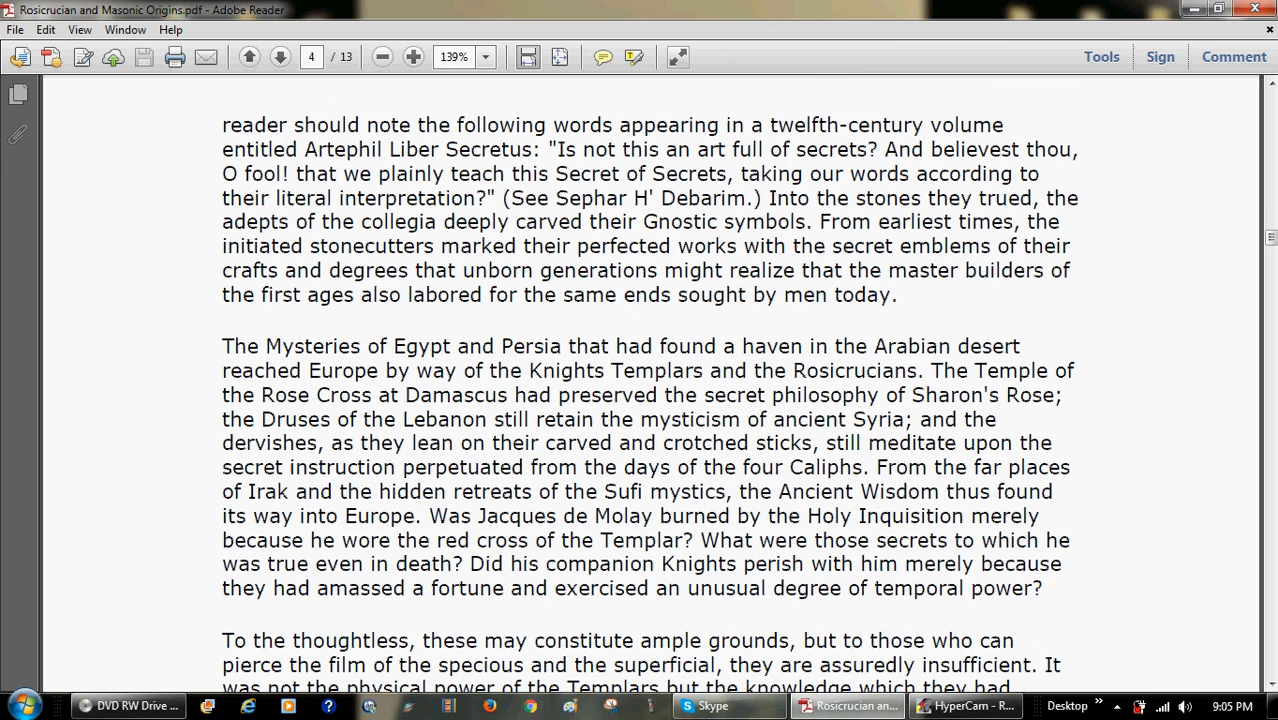 Rosicrucian and Masonic Origins.pdf - Adobe Reader
File Edit View Window Help
4 / 13 139% Tools Sign Comment
reader should note the following words appearing in a twelfth-century volume
entitled Artephil Liber Secretus: "Is not this an art full of secrets? And believest thou,
O fool! that we plainly teach this Secret of Secrets, taking our words according to
their literal interpretation?" (See Sephar H' Debarim.) Into the stones they trued, the
adepts of the collegia deeply carved their Gnostic symbols. From earliest times, the
initiated stonecutters marked their perfected works with the secret emblems of their
crafts and degrees that unborn generations might realize that the master builders of
the first ages also labored for the same ends sought by men today.
The Mysteries of Egypt and Persia that had found a haven in the Arabian desert
reached Europe by way of the Knights Templars and the Rosicrucians. The Temple of
the Rose Cross at Damascus had preserved the secret philosophy of Sharon's Rose;
the Druses of the Lebanon still retain the mysticism of ancient Syria; and the
dervishes, as they lean on their carved and crotched sticks, still meditate upon the
secret instruction perpetuated from the days of the four Caliphs. From the far places
of Irak and the hidden retreats of the Sufi mystics, the Ancient Wisdom thus found
its way into Europe. Was Jacques de Molay burned by the Holy Inquisition merely
because he wore the red cross of the Templar? What were those secrets to which he
was true even in death? Did his companion Knights perish with him merely because
they had amassed a fortune and exercised an unusual degree of temporal power?
To the thoughtless, these may constitute ample grounds, but to those who can
pierce the film of the specious and the superficial, they are assuredly insufficient. It
was not the physical power of the Templars but the knowledge which they had
DVD RW Drive ... Skype Rosicrucian an... HyperCam - R... Desktop 9:05 PM